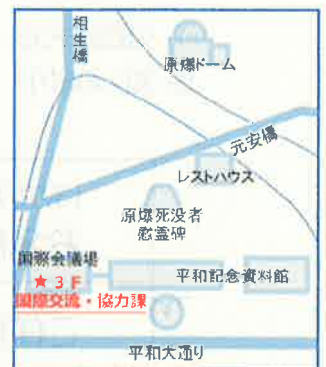 相生橋
原爆ドーム
元安橋
レストハウス
原爆死没者
慰霊碑
国際会議場
★３Ｆ
国際交流・協力課
平和記念資料館
平和大通り